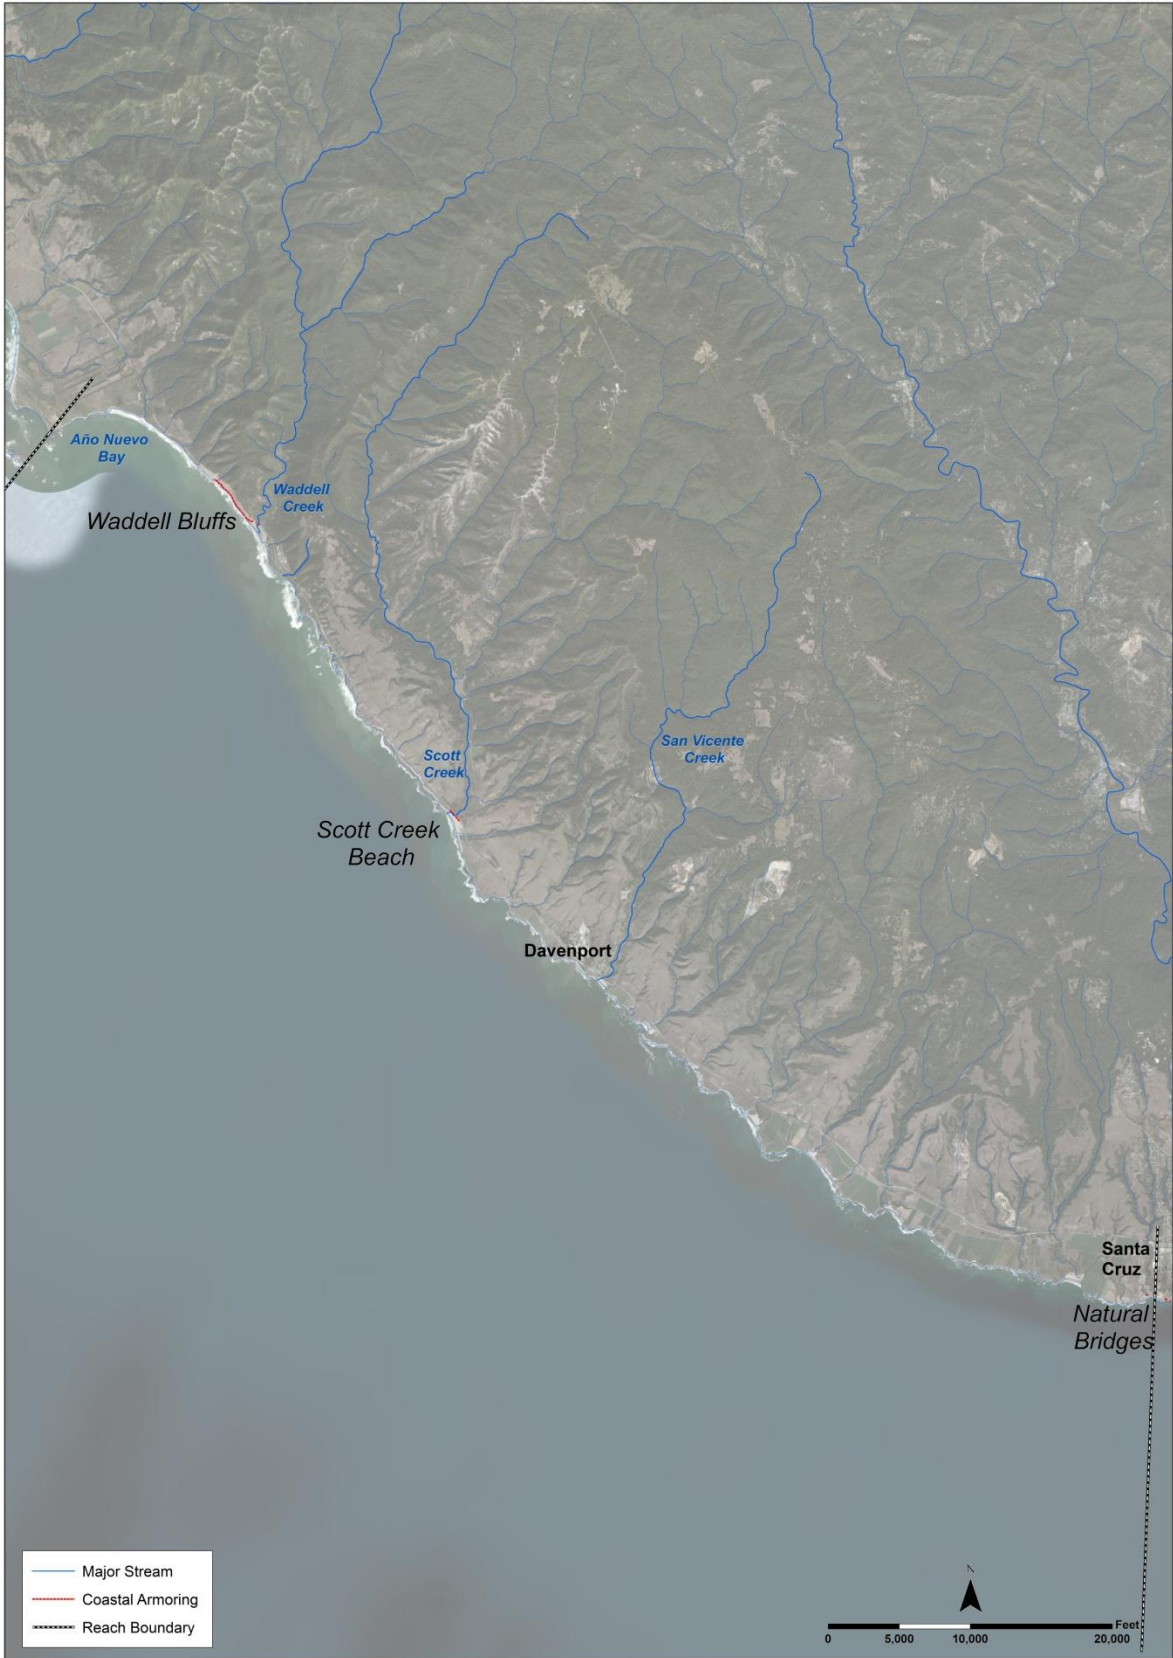 Año Nuevo
Bay
Waddell
Creek
Waddell Bluffs
Scott
Creek
San Vicente
Creek
Scott Creek
Beach
Davenport
Santa
Cruz
Natural
Bridges
Major Stream
Coastal Armoring
Reach Boundary
N
Feet
0 5,000 10,000 20,000